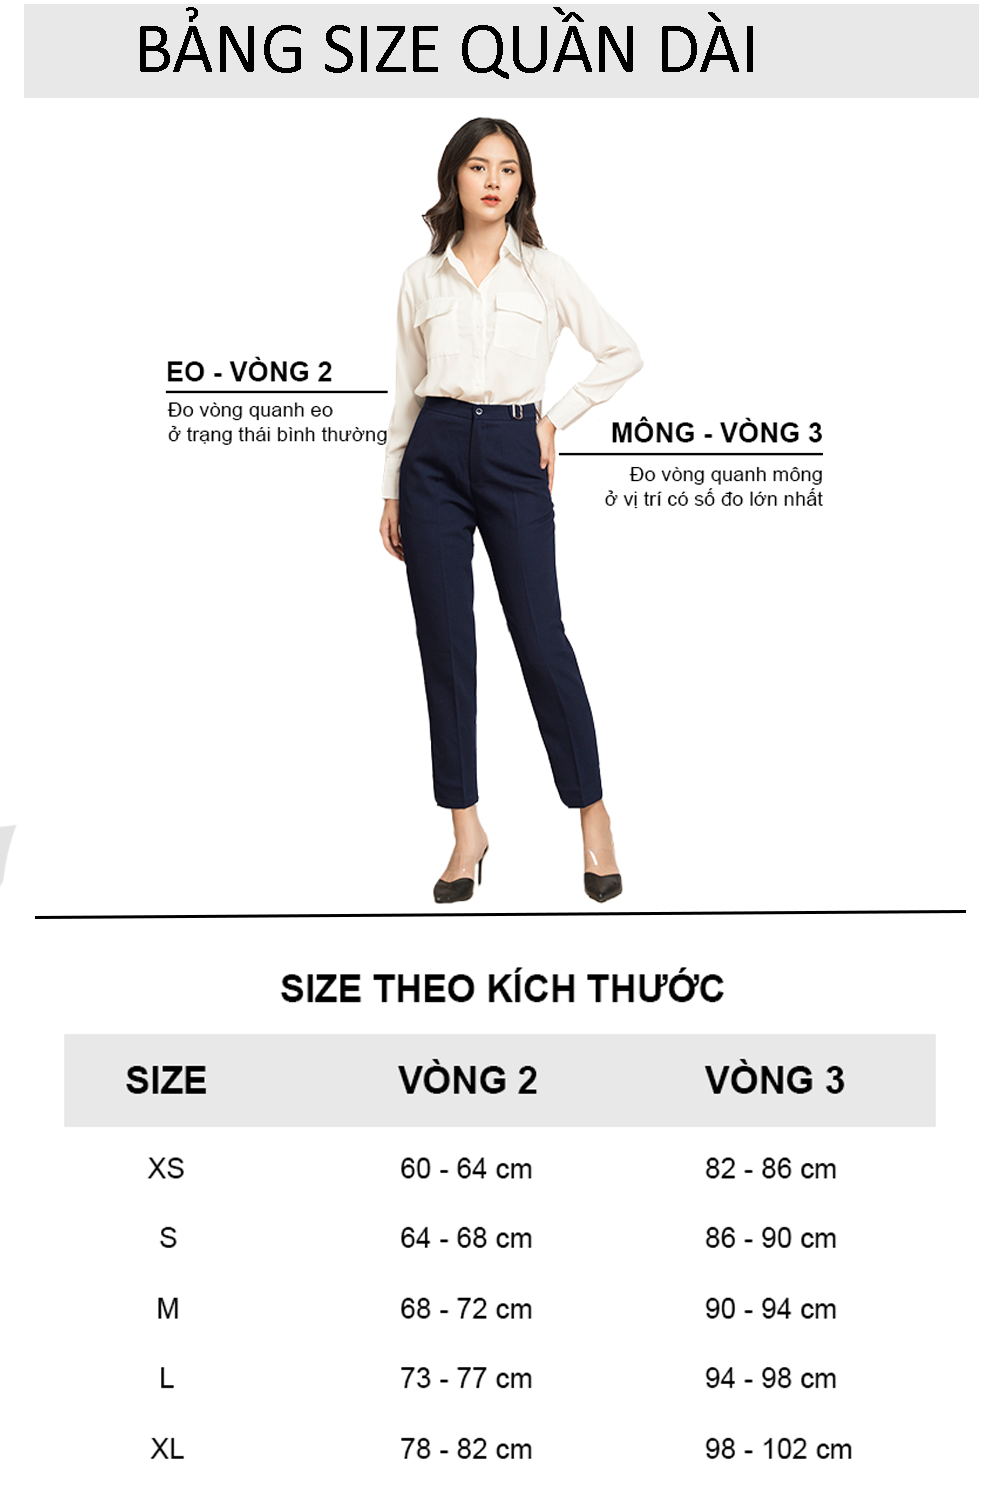 BẢNG SIZE QUẦN DÀI
EO - VÒNG 2
Đo vòng quanh eo
ở trạng thái bình thường
MÔNG - VÒNG 3
Đo vòng quanh mông
ở vị trí có số đo lớn nhất
SIZE THEO KÍCH THƯỚC
SIZE VÒNG 2 VÒNG 3
XS 60 - 64 cm 82 - 86 cm
S 64 - 68 cm 86 - 90 cm
M 68 - 72 cm 90 - 94 cm
L 73 - 77 cm 94 - 98 cm
XL 78 - 82 cm 98 - 102 cm